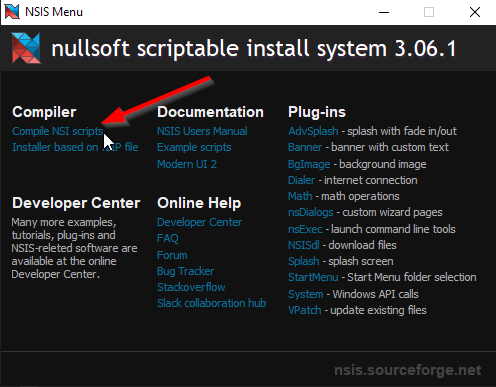 NSIS Menu
nullsoft scriptable install system 3.06.1
Compiler
Compile NSI scripts
Installer based on .ZIP file
Documentation
NSIS Users Manual
Example scripts
Modern UI 2
Plug-ins
AdvSplash - splash with fade in/out
Banner - banner with custom text
BgImage - background image
Dialer - internet connection
Math - math operations
nsDialogs - custom wizard pages
nsExec - launch command line tools
NSISdl - download files
Splash - splash screen
StartMenu - Start Menu folder selection
System - Windows API calls
VPatch - update existing files
Developer Center
Many more examples,
tutorials, plug-ins and
NSIS-releted software are
available at the online
Developer Center.
Online Help
Developer Center
FAQ
Forum
Bug Tracker
Stackoverflow
Slack collaboration hub
nsis.sourceforge.net